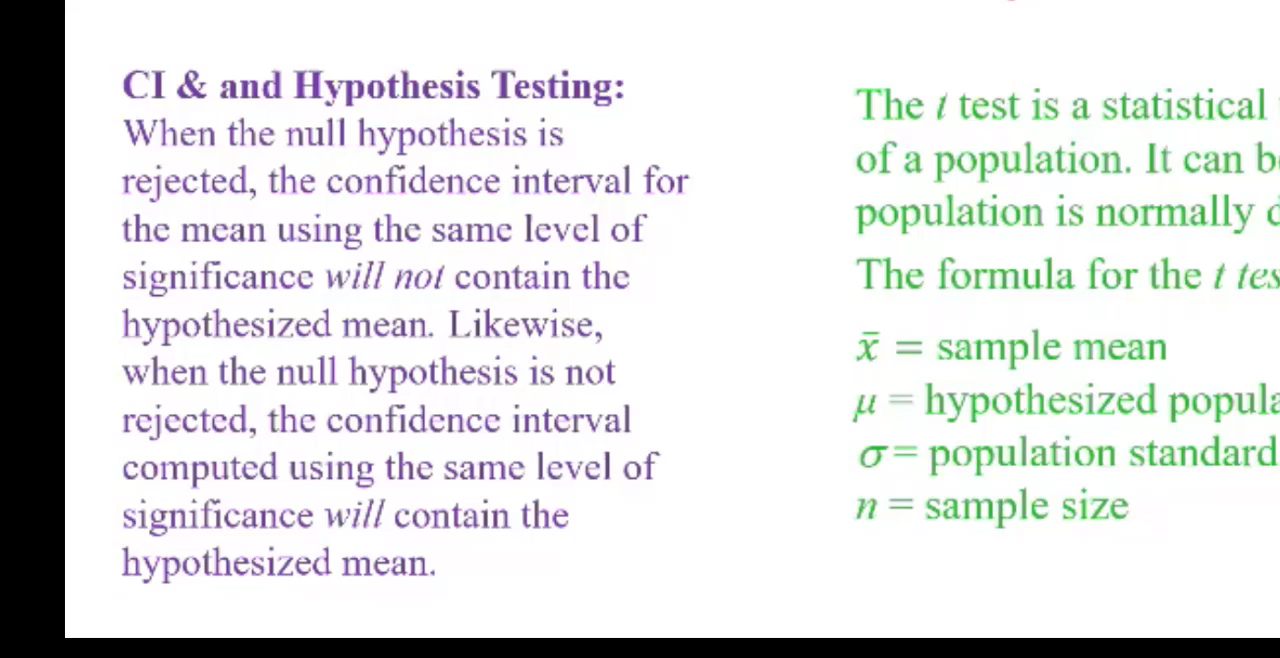 CI & and Hypothesis Testing:
When the null hypothesis is
rejected, the confidence interval for
the mean using the same level of
significance will not contain the
hypothesized mean. Likewise,
when the null hypothesis is not
rejected, the confidence interval
computed using the same level of
significance will contain the
hypothesized mean.
The t test is a statistical
of a population. It can
population is normally
The formula for the t
x̄ = sample mean
μ = hypothesized
σ = population standard
n = sample size